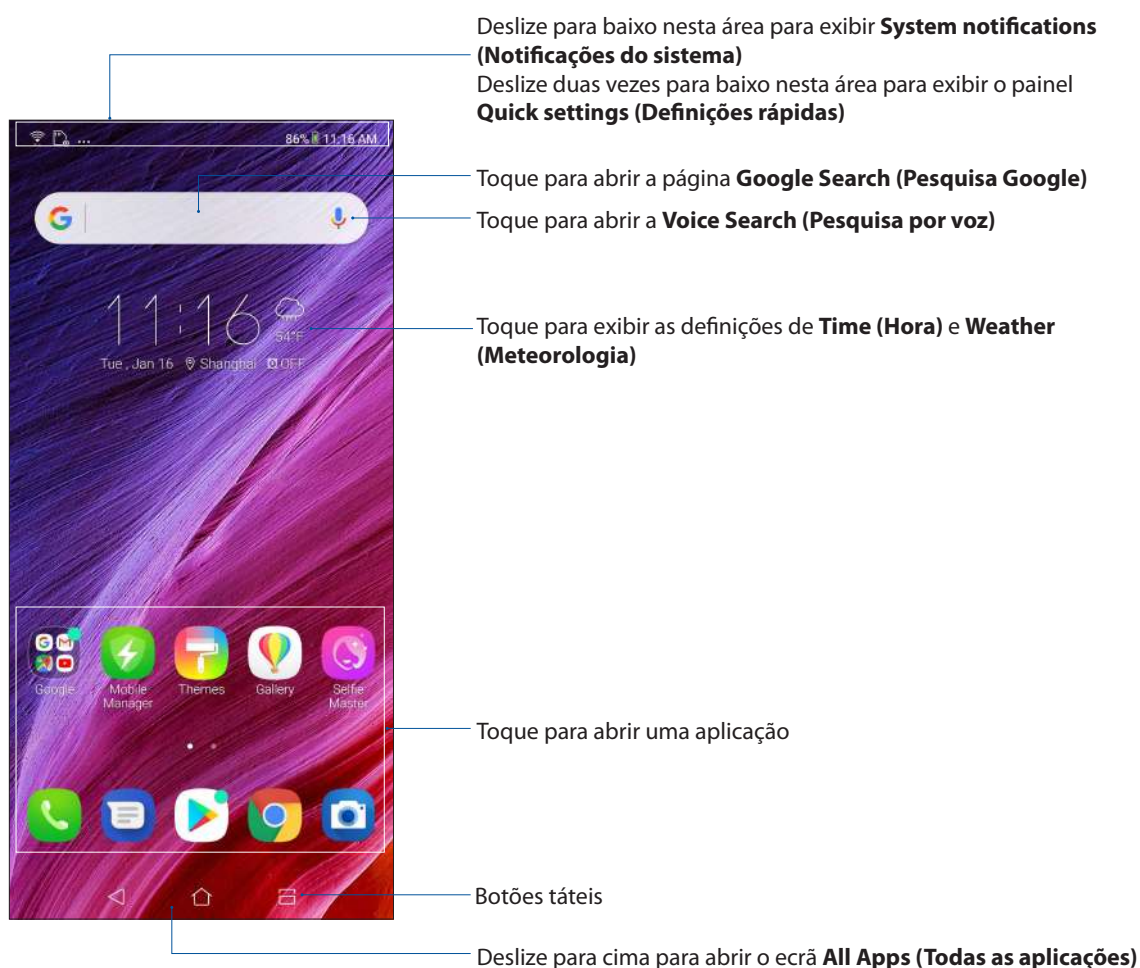 Deslize para baixo nesta área para exibir System notifications
(Notificações do sistema)
Deslize duas vezes para baixo nesta área para exibir o painel
Quick settings (Definições rápidas)
86% 11:16 AM
Toque para abrir a página Google Search (Pesquisa Google)
G
Toque para abrir a Voice Search (Pesquisa por voz)
11:16
54°F
Tue , Jan 16 Shanghai OFF
Toque para exibir as definições de Time (Hora) e Weather
(Meteorologia)
Google
Mobile
Manager
Themes
Gallery
Selfie
Master
Toque para abrir uma aplicação
Botões táteis
Deslize para cima para abrir o ecrã All Apps (Todas as aplicações)